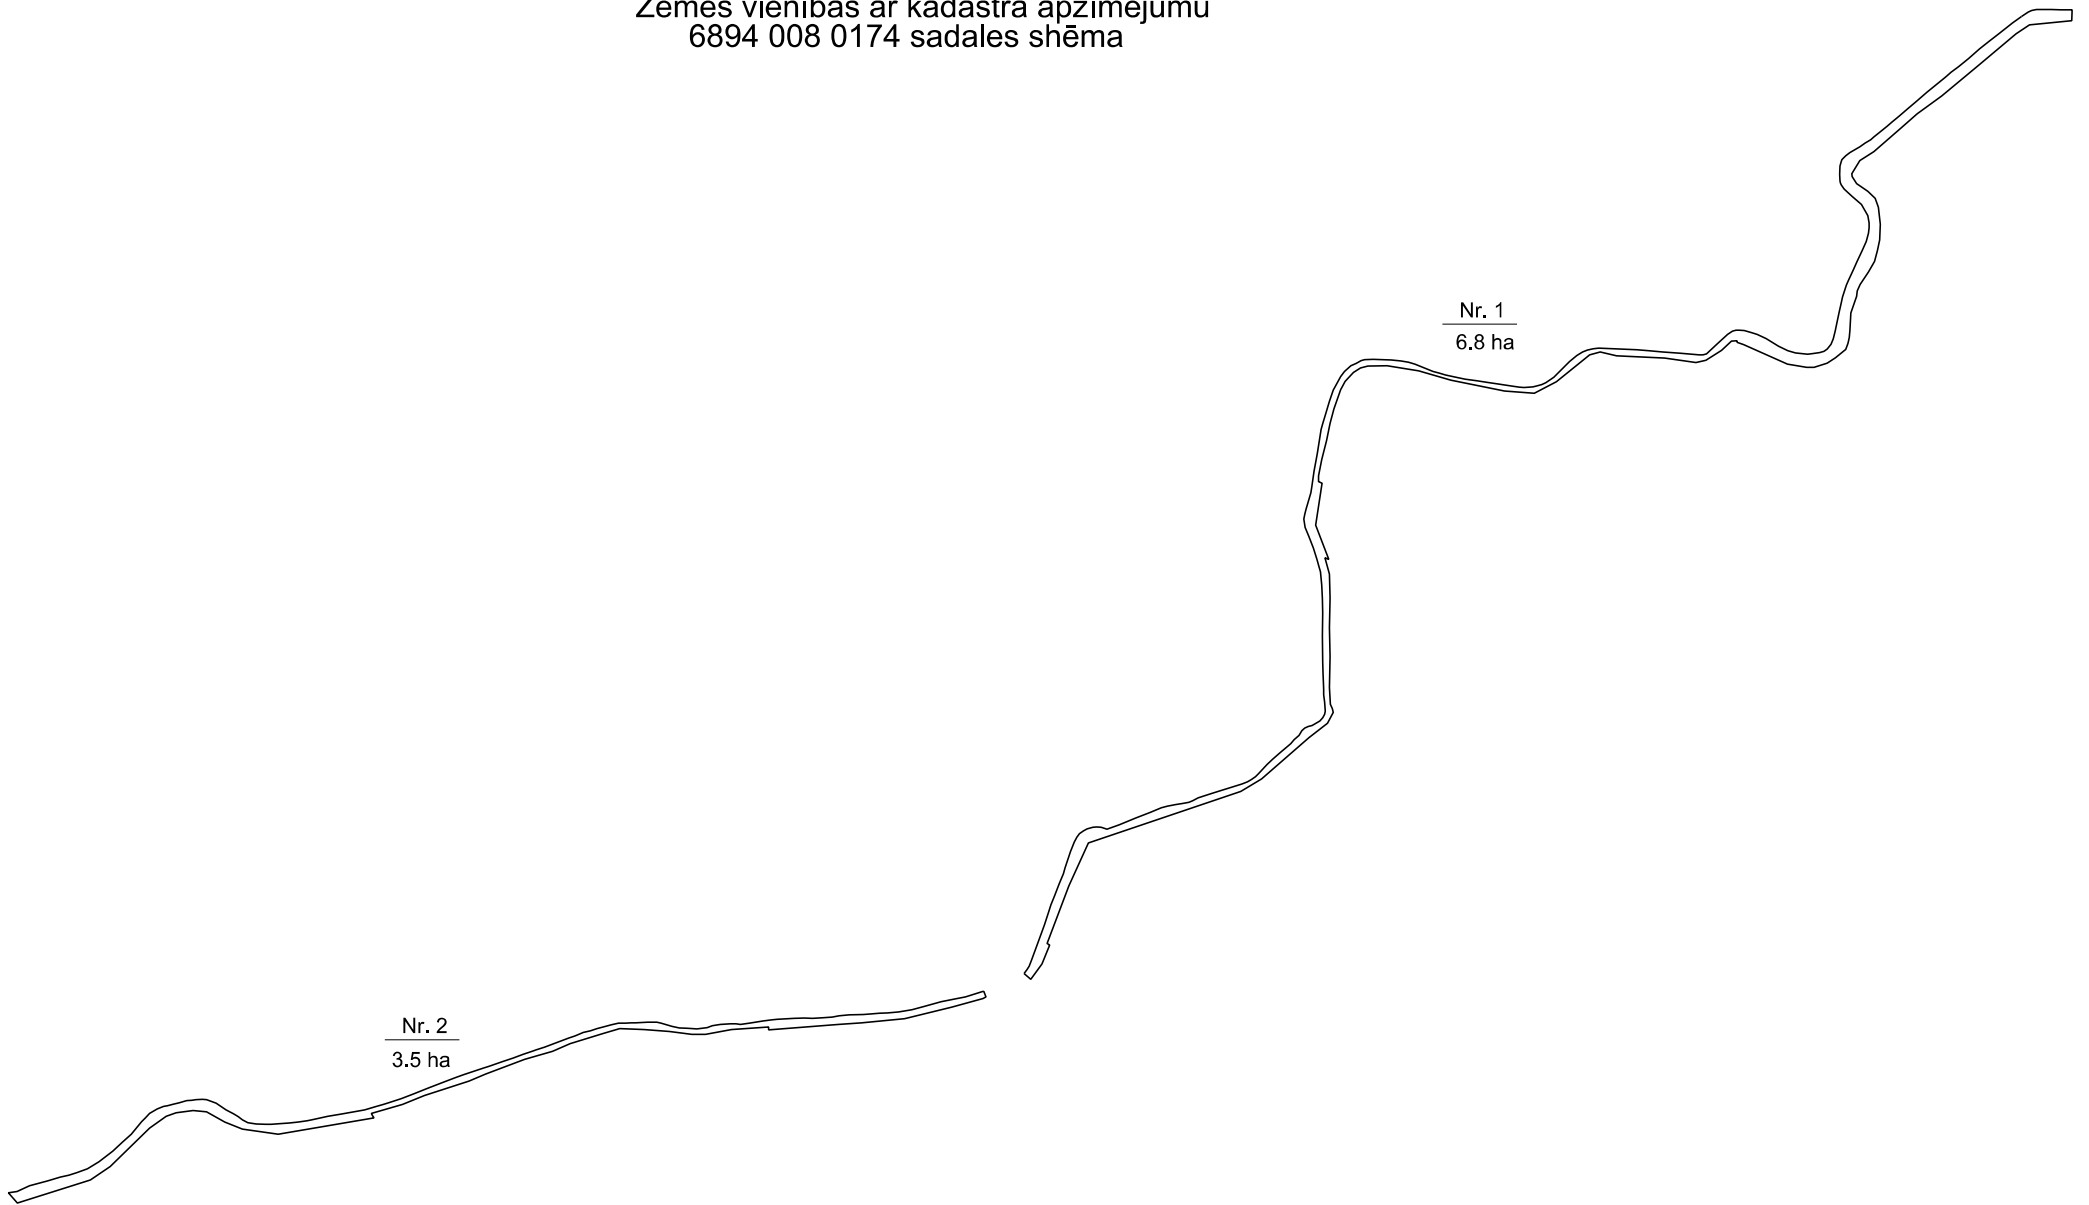 Zemes vienības ar kadastra apzīmējumu
6894 008 0174 sadales shēma
Nr. 1
6.8 ha
Nr. 2
3.5 ha